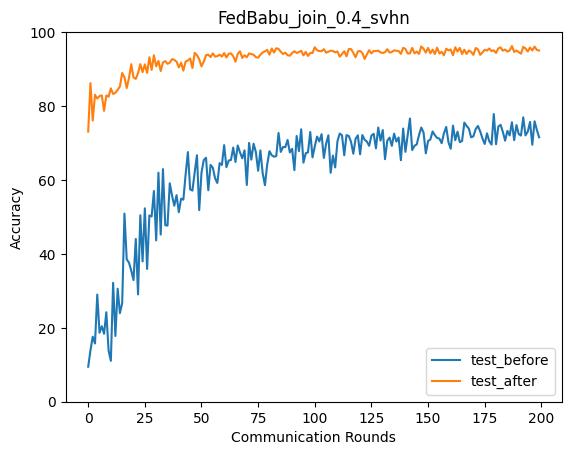 FedBabu_join_0.4_svhn
100
80
60
40
20
0
Accuracy
0 25 50 75 100 125 150 175 200
Communication Rounds
test_before
test_after